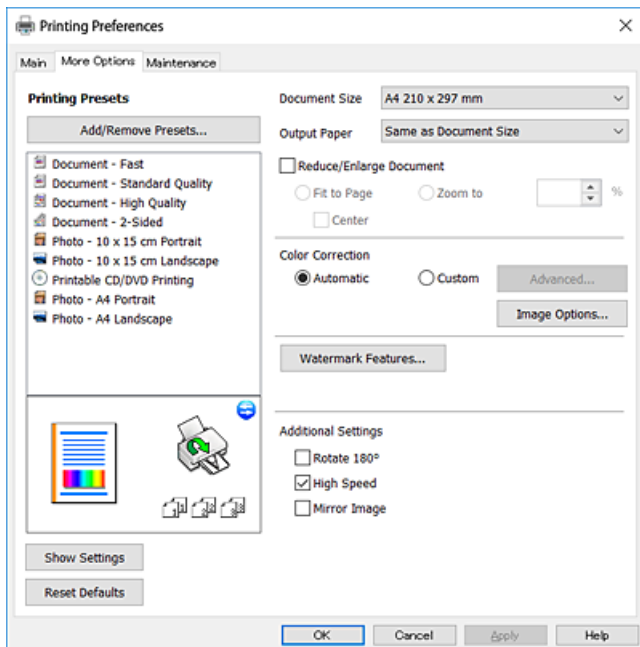 Printing Preferences
Main More Options Maintenance
Printing Presets
Add/Remove Presets...
Document - Fast
Document - Standard Quality
Document - High Quality
Document - 2-Sided
Photo - 10 x 15 cm Portrait
Photo - 10 x 15 cm Landscape
Printable CD/DVD Printing
Photo - A4 Portrait
Photo - A4 Landscape
Show Settings
Reset Defaults
Document Size A4 210 x 297 mm
Output Paper Same as Document Size
Reduce/Enlarge Document
Fit to Page Zoom to %
Center
Color Correction
Automatic Custom Advanced...
Image Options...
Watermark Features...
Additional Settings
Rotate 180°
High Speed
Mirror Image
OK Cancel Apply Help